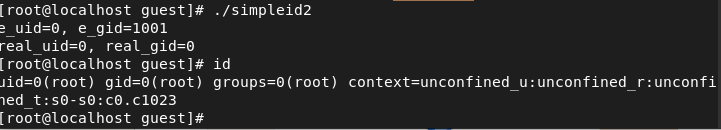 [root@localhost guest]# ./simpleid2
e_uid=0, e_gid=1001
real_uid=0, real_gid=0
[root@localhost guest]# id
uid=0(root) gid=0(root) groups=0(root) context=unconfined_u:unconfined_r:unconfi
ned_t:s0-s0:c0.c1023
[root@localhost guest]#